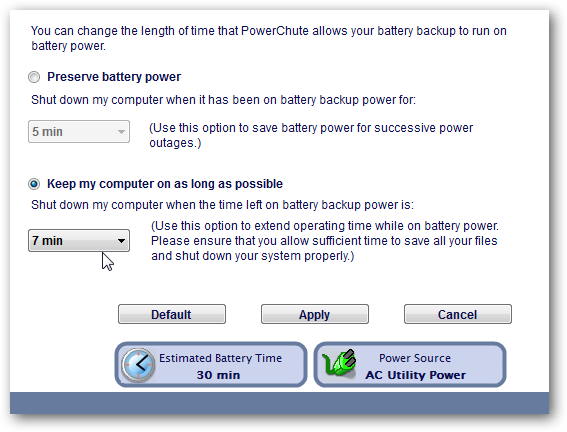 You can change the length of time that PowerChute allows your battery backup to run on
battery power.
Preserve battery power
Shut down my computer when it has been on battery backup power for:
5 min
(Use this option to save battery power for successive power
outages.)
Keep my computer on as long as possible
Shut down my computer when the time left on battery backup power is:
7 min
(Use this option to extend operating time while on battery power.
Please ensure that you allow sufficient time to save all your files
and shut down your system properly.)
Default
Apply
Cancel
Estimated Battery Time
30 min
Power Source
AC Utility Power